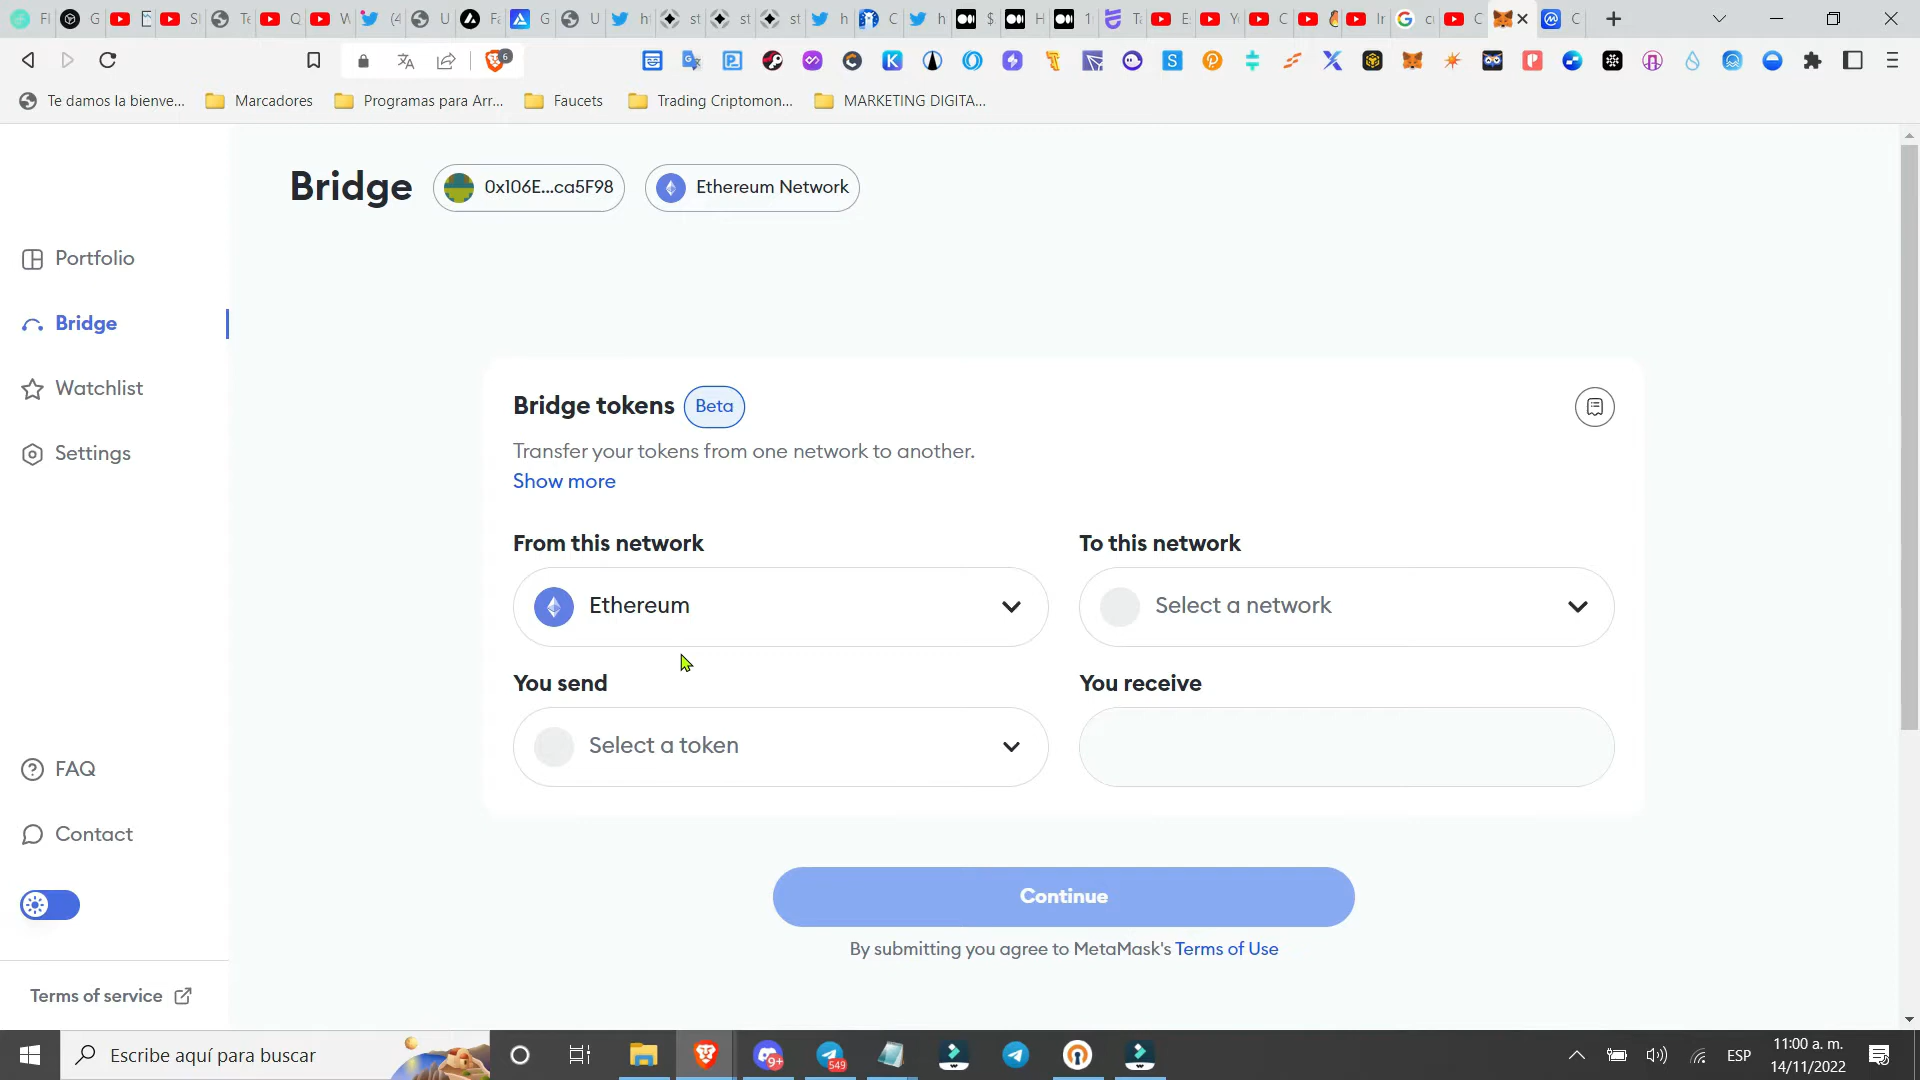 Te damos la bienve...
Marcadores
Programas para Arr...
Faucets
Trading Criptomon...
MARKETING DIGITA...
Bridge
0x106E...ca5F98
Ethereum Network
Portfolio
Bridge
Watchlist
Settings
Bridge tokens
Beta
Transfer your tokens from one network to another.
Show more
From this network
To this network
Ethereum
Select a network
You send
You receive
Select a token
FAQ
Contact
Continue
By submitting you agree to MetaMask's Terms of Use
Terms of service
Escribe aquí para buscar
9+
549
ESP
11:00 a. m.
14/11/2022